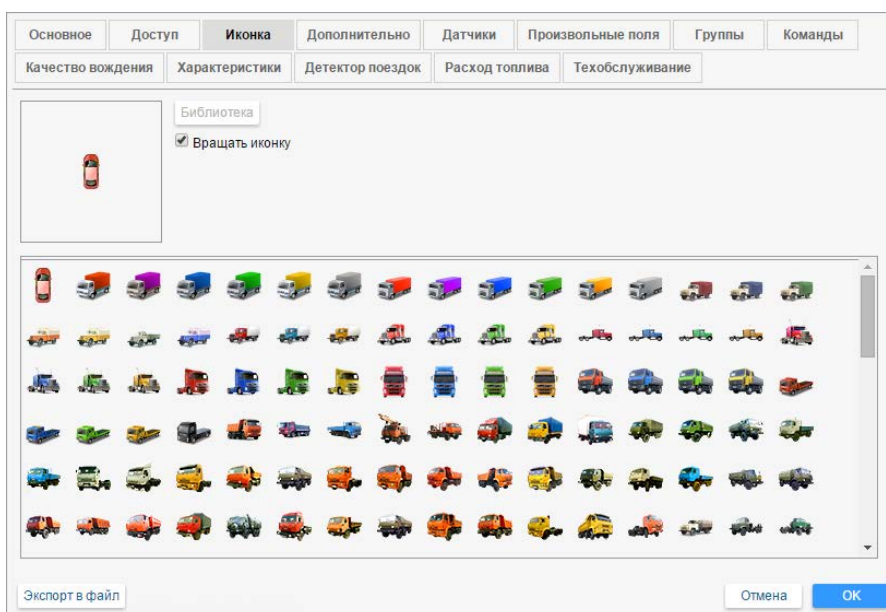 Основное Доступ Иконка Дополнительно Датчики Произвольные поля Группы Команды
Качество вождения Характеристики Детектор поездок Расход топлива Техобслуживание
Библиотека
Вращать иконку
Экспорт в файл Отмена OK